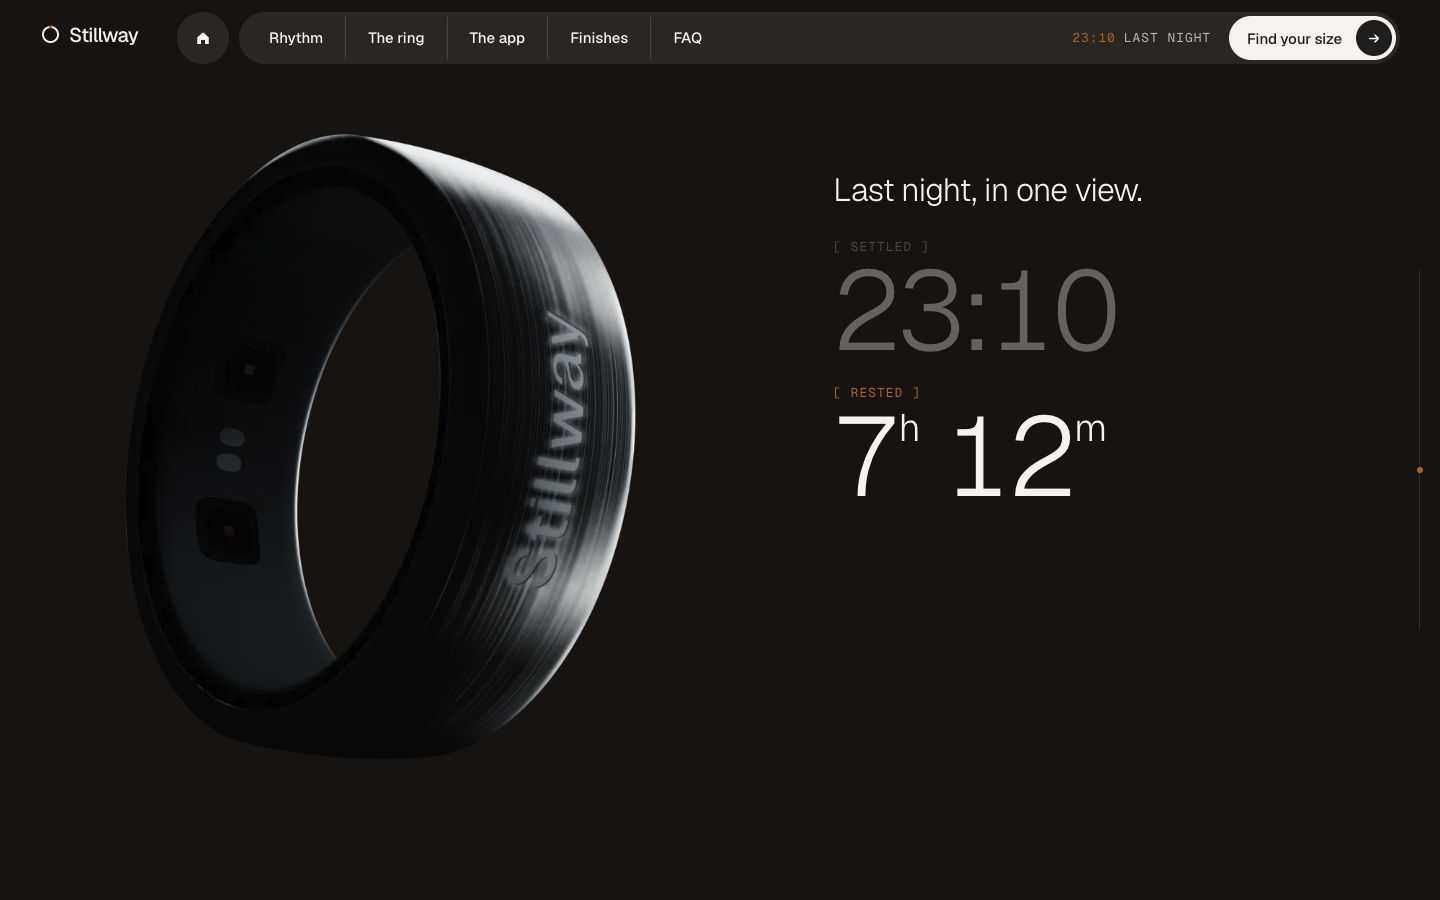 Stillway
Rhythm
The ring
The app
Finishes
FAQ
23:10 LAST NIGHT
Find your size
Last night, in one view.
[ SETTLED ]
23:10
[ RESTED ]
7h 12m
Stillway